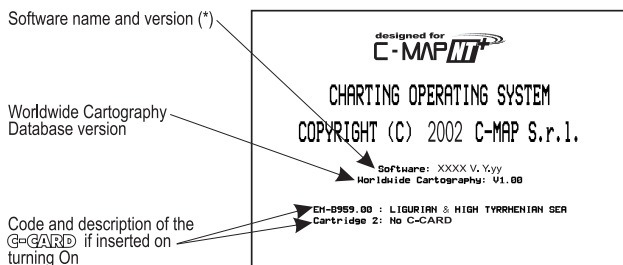 Software name and version (*)
Worldwide Cartography
Database version
Code and description of the
C-CARD if inserted on
turning On
designed for
C-MAP NT+
CHARTING OPERATING SYSTEM
COPYRIGHT (C) 2002 C-MAP S.r.l.
Software: XXXX V. Y.yy
Worldwide Cartography: V1.00
EM-B959.00 : LIGURIAN & HIGH TYRRHENIAN SEA
Cartridge 2: No C-CARD